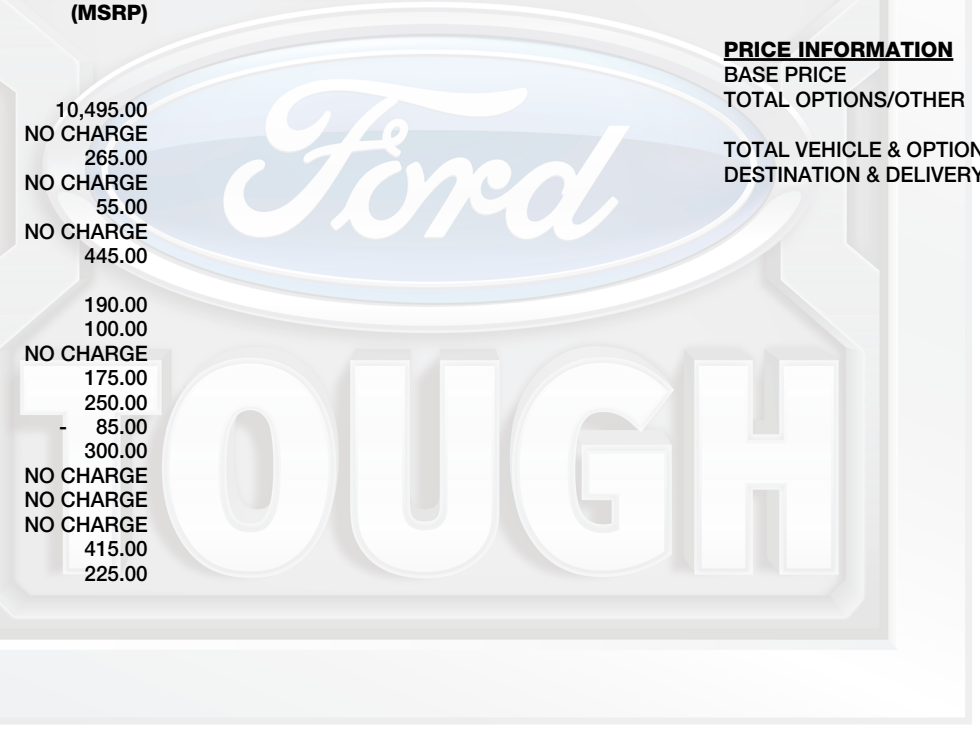 (MSRP)
10,495.00
NO CHARGE
265.00
NO CHARGE
55.00
NO CHARGE
445.00
190.00
100.00
NO CHARGE
175.00
250.00
- 85.00
300.00
NO CHARGE
NO CHARGE
NO CHARGE
415.00
225.00
PRICE INFORMATION
BASE PRICE
TOTAL OPTIONS/OTHER
TOTAL VEHICLE & OPTION
DESTINATION & DELIVERY
Ford
TOUGH